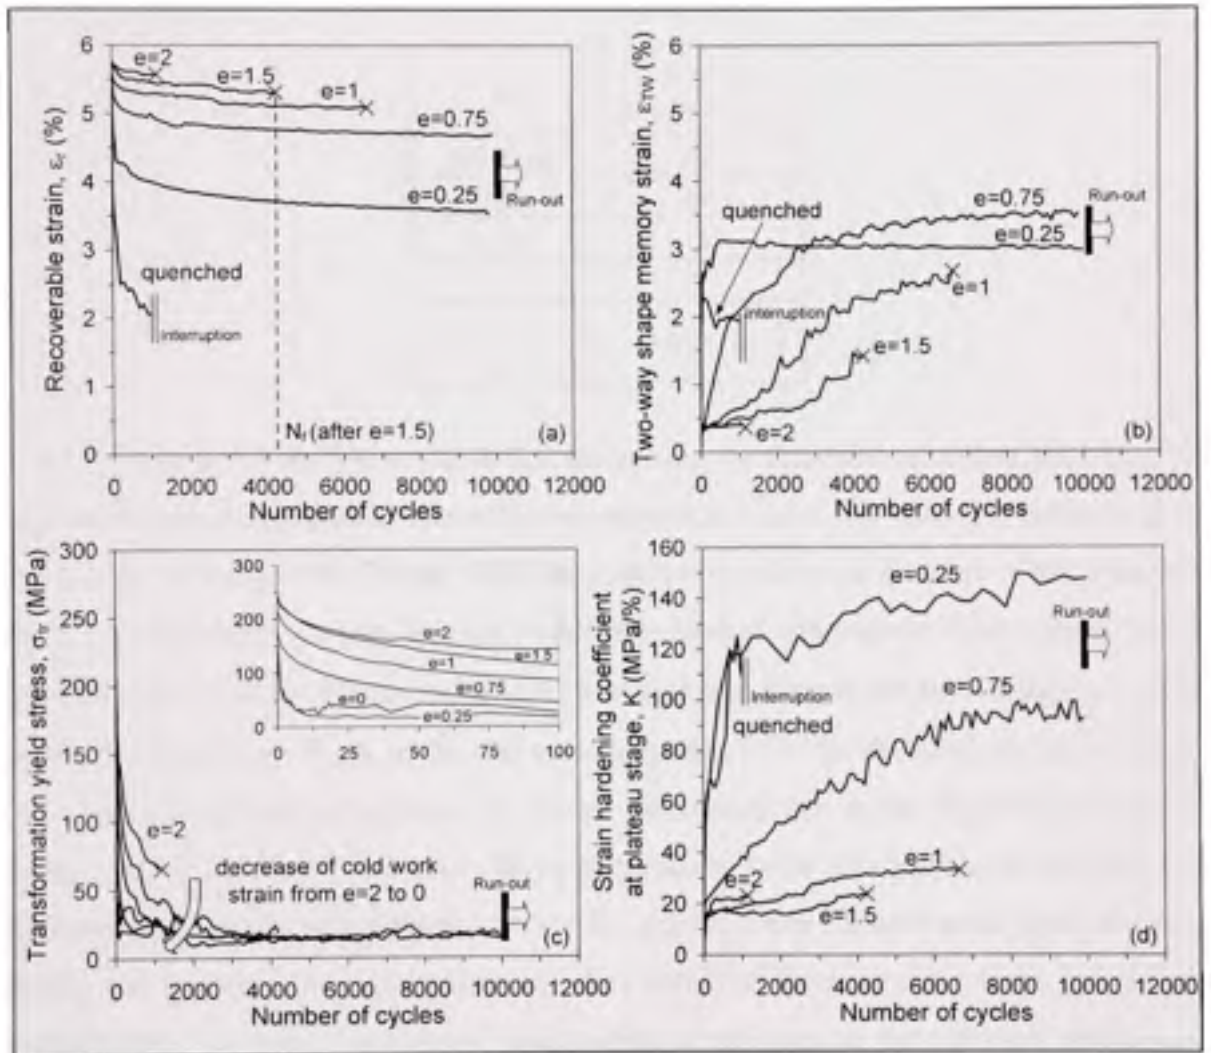 6
5
4
3
2
1
0
Recoverable strain, εr (%)
e=2
e=1.5
e=1
e=0.75
e=0.25
Run-out
quenched
Interruption
Nf (after e=1.5)
(a)
0 2000 4000 6000 8000 10000 12000
Number of cycles
6
5
4
3
2
1
0
Two-way shape memory strain, εTW (%)
quenched
e=0.75
Run-out
e=0.25
Interruption
e=1
e=1.5
e=2
(b)
0 2000 4000 6000 8000 10000 12000
Number of cycles
300
250
200
150
100
50
0
Transformation yield stress, σtr (MPa)
300
200
100
0
e=2
e=1.5
e=1
e=0.75
e=0
e=0.25
0 25 50 75 100
e=2
decrease of cold work
strain from e=2 to 0
Run-out
(c)
0 2000 4000 6000 8000 10000 12000
Number of cycles
160
140
120
100
80
60
40
20
0
Strain hardening coefficient
at plateau stage, K (MPa/%)
e=0.25
Run-out
Interruption
quenched
e=0.75
e=1
e=2
e=1.5
(d)
0 2000 4000 6000 8000 10000 12000
Number of cycles